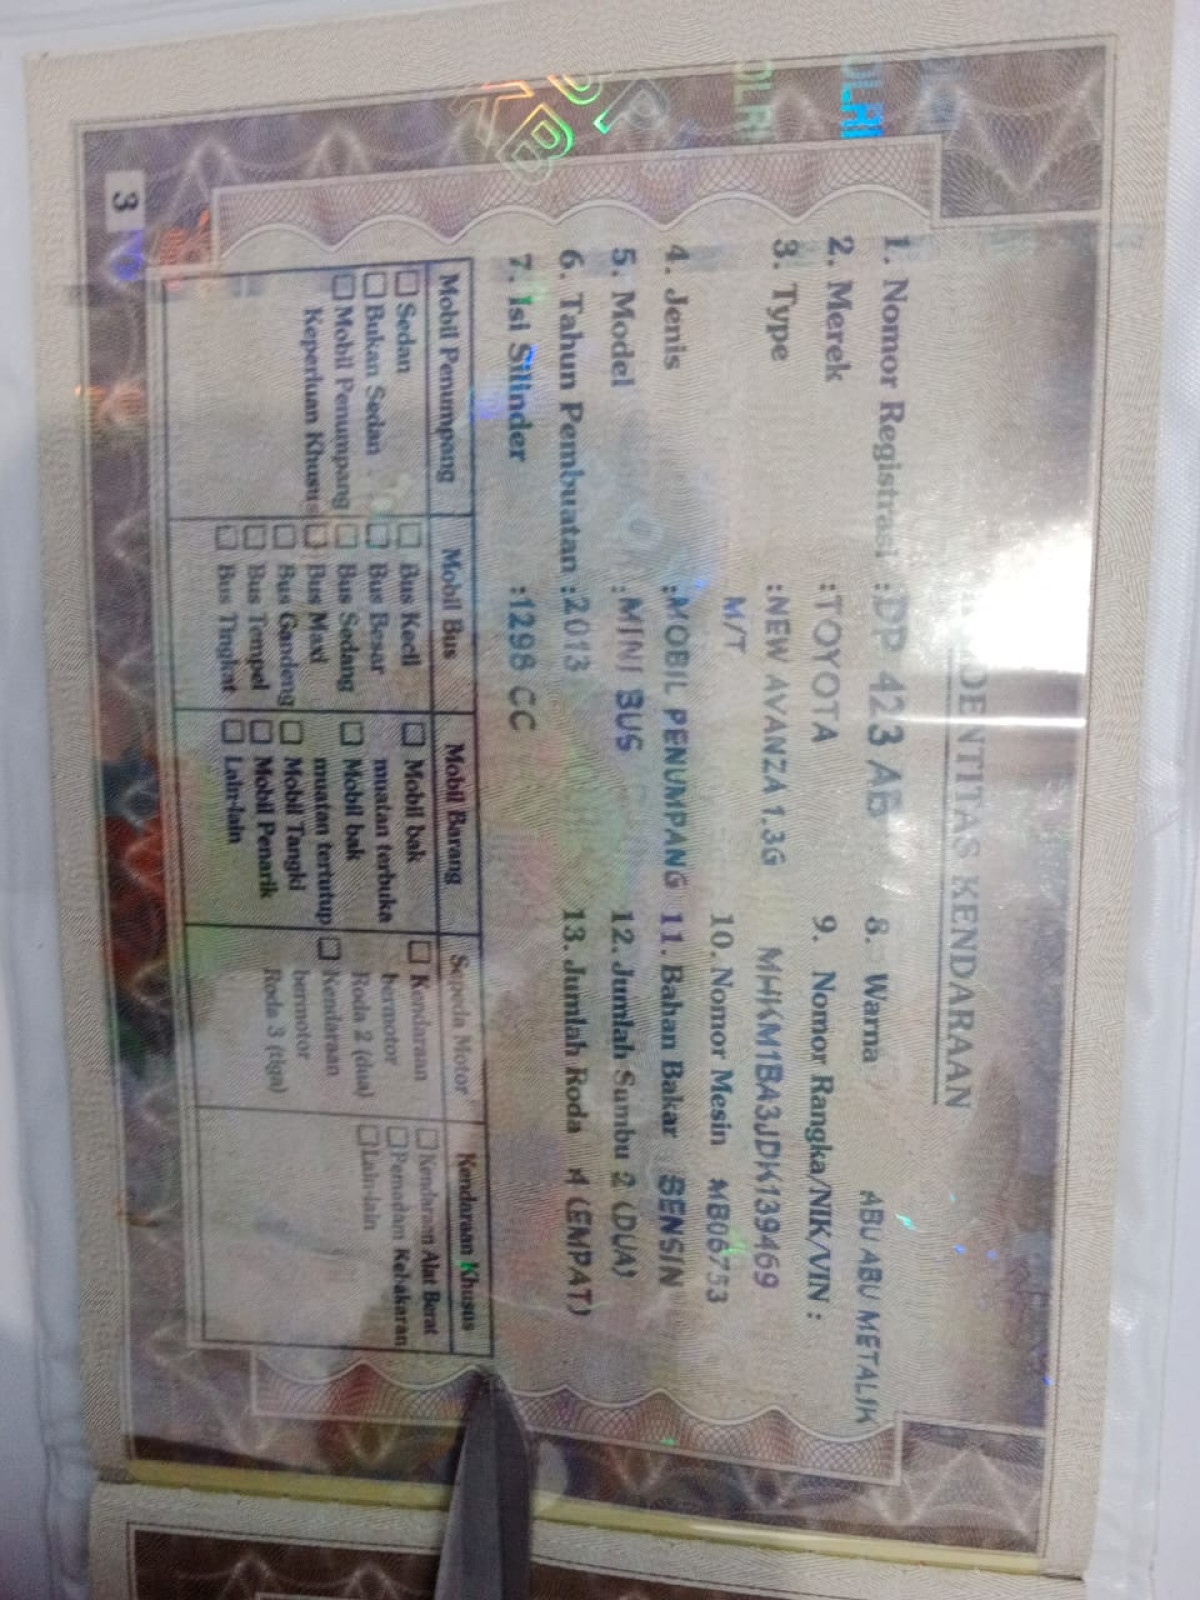 IDENTITAS KENDARAAN
1. Nomor Registrasi :DP 423 AB
2. Merek :TOYOTA
3. Type :NEW AVANZA 1.3G
M/T
4. Jenis :MOBIL PENUMPANG
5. Model :MINI BUS
6. Tahun Pembuatan :2013
7. Isi Silinder :1298 CC
8. Warna ABU ABU METALIK
9. Nomor Rangka/NIK/VIN :
MHKM1BA3JDK139469
10. Nomor Mesin MB06753
11. Bahan Bakar BENSIN
12. Jumlah Sumbu 2 (DUA)
13. Jumlah Roda 4 (EMPAT)
Mobil Penumpang
Sedan
Bukan Sedan
Mobil Penumpang
Keperluan Khusus
Mobil Bus
Bus Kecil
Bus Besar
Bus Sedang
Bus Maxi
Bus Gandeng
Bus Tempel
Bus Tingkat
Mobil Barang
Mobil bak
muatan terbuka
Mobil bak
muatan tertutup
Mobil Tangki
Mobil Penarik
Lain-lain
Sepeda Motor
Kendaraan
bermotor
Roda 2 (dua)
Kendaraan
bermotor
Roda 3 (tiga)
Kendaraan Khusus
Kendaraan Alat Berat
Pemadam Kebakaran
Lain-lain
3